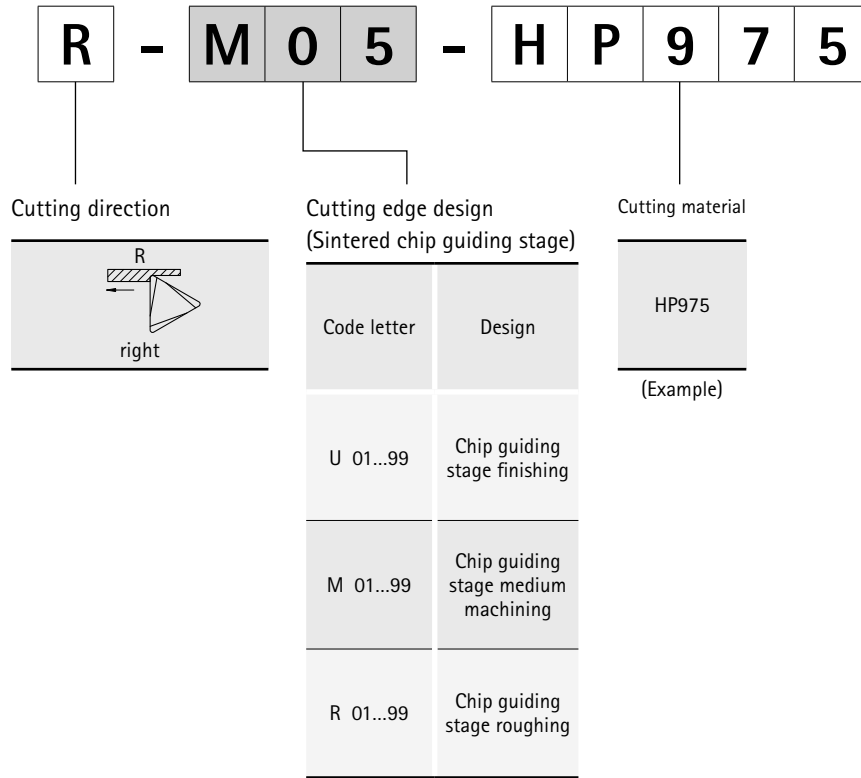 R - M 0 5 - H P 9 7 5
Cutting direction
R
right
Cutting edge design
(Sintered chip guiding stage)
Code letter Design
U 01...99 Chip guiding
stage finishing
M 01...99 Chip guiding
stage medium
machining
R 01...99 Chip guiding
stage roughing
Cutting material
HP975
(Example)